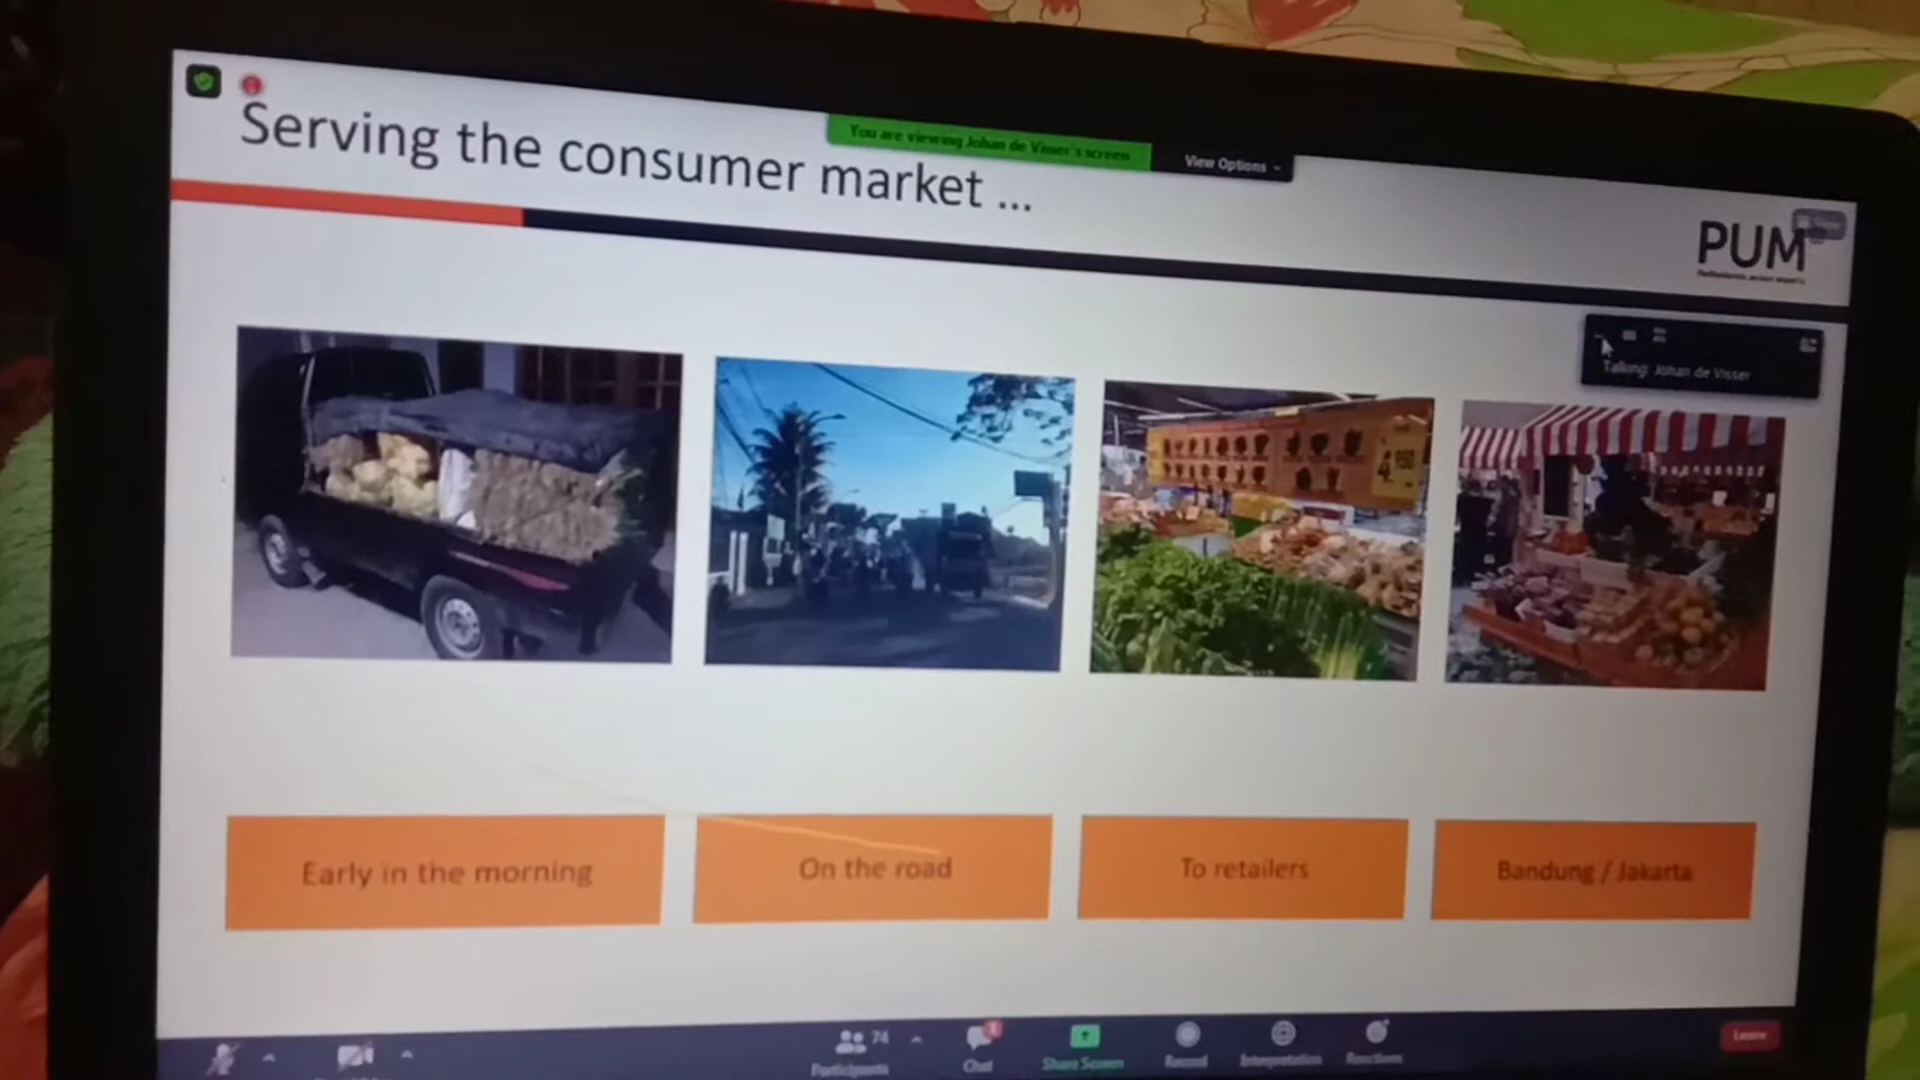 Serving the consumer market ...
You are viewing Johan de Visser's screen
View Options
PUM
Talking: Johan de Visser
4.
Early in the morning
On the road
To retailers
Bandung / Jakarta
74
Participants
1
Chat
Share Screen
Record
Interpretation
Reactions
Leave